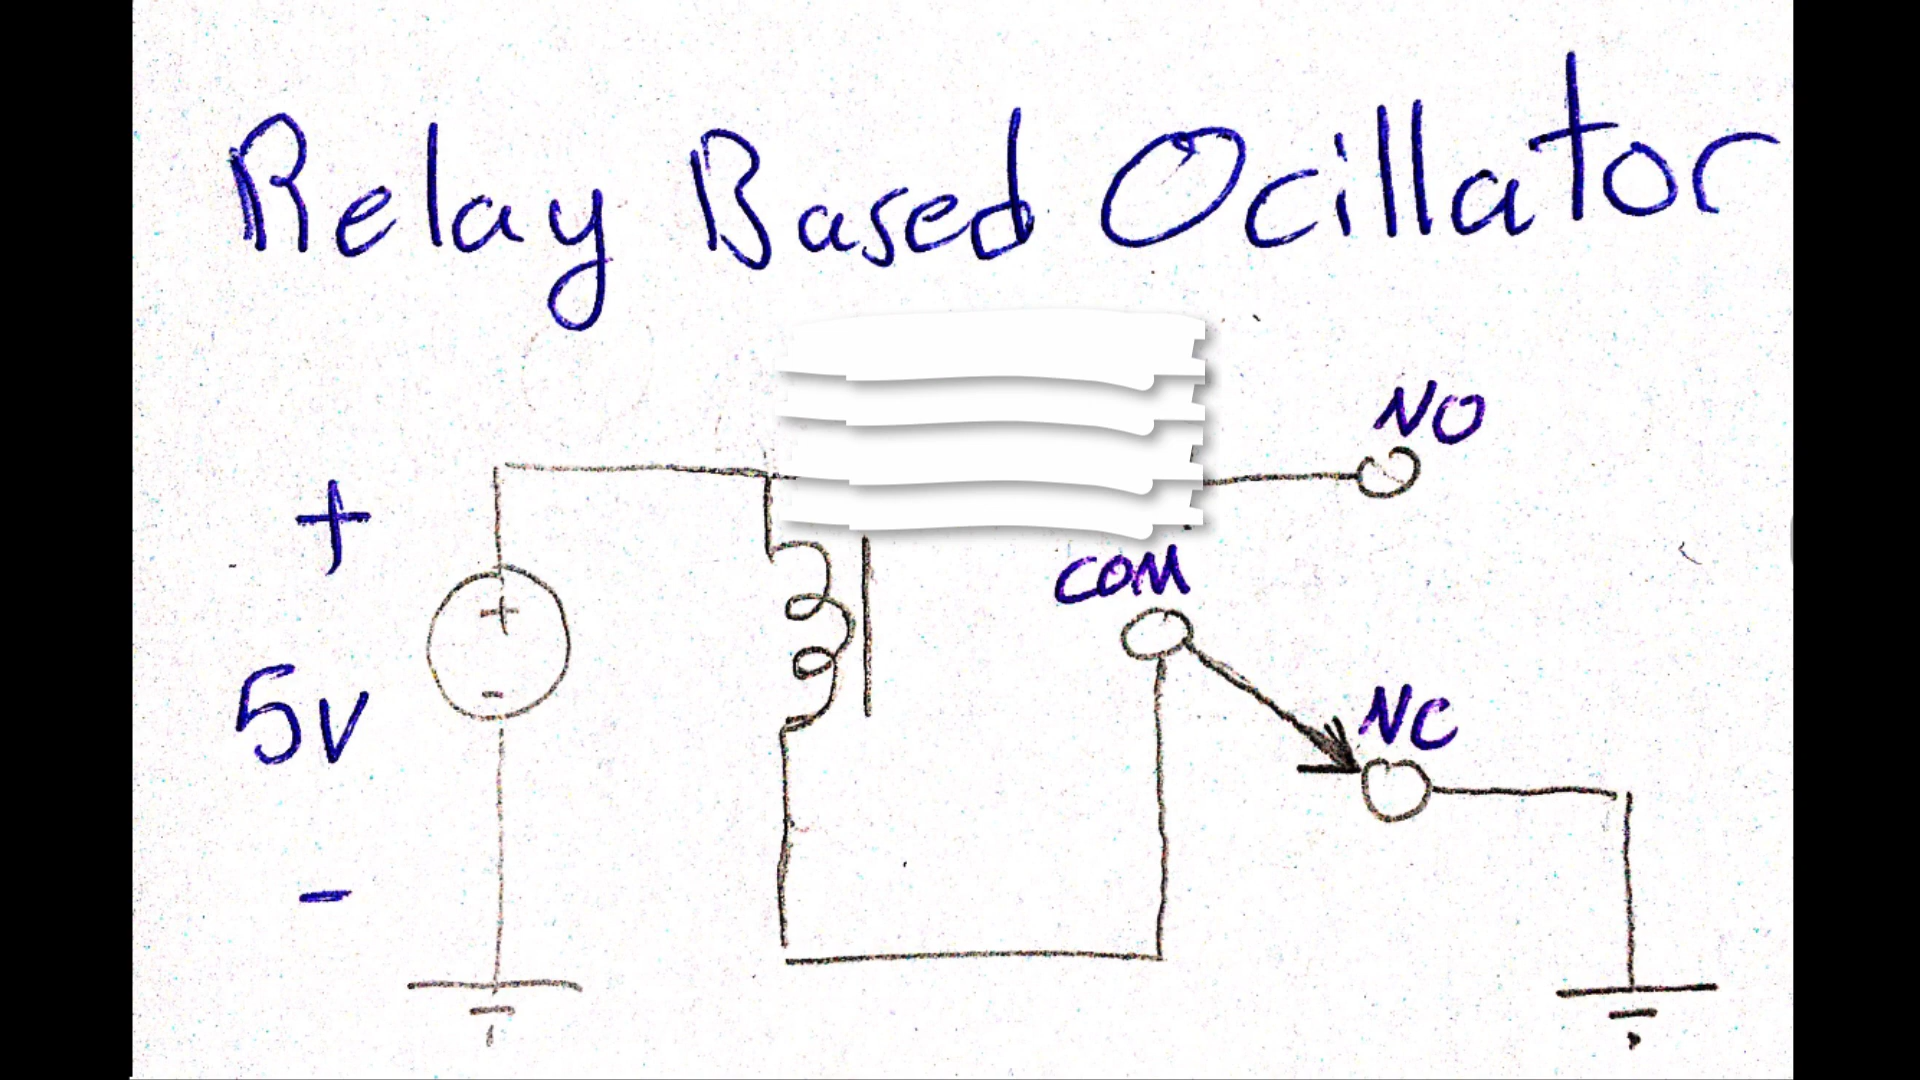 Relay Based Ocillator
NO
+
COM
+
-
5v
NC
-